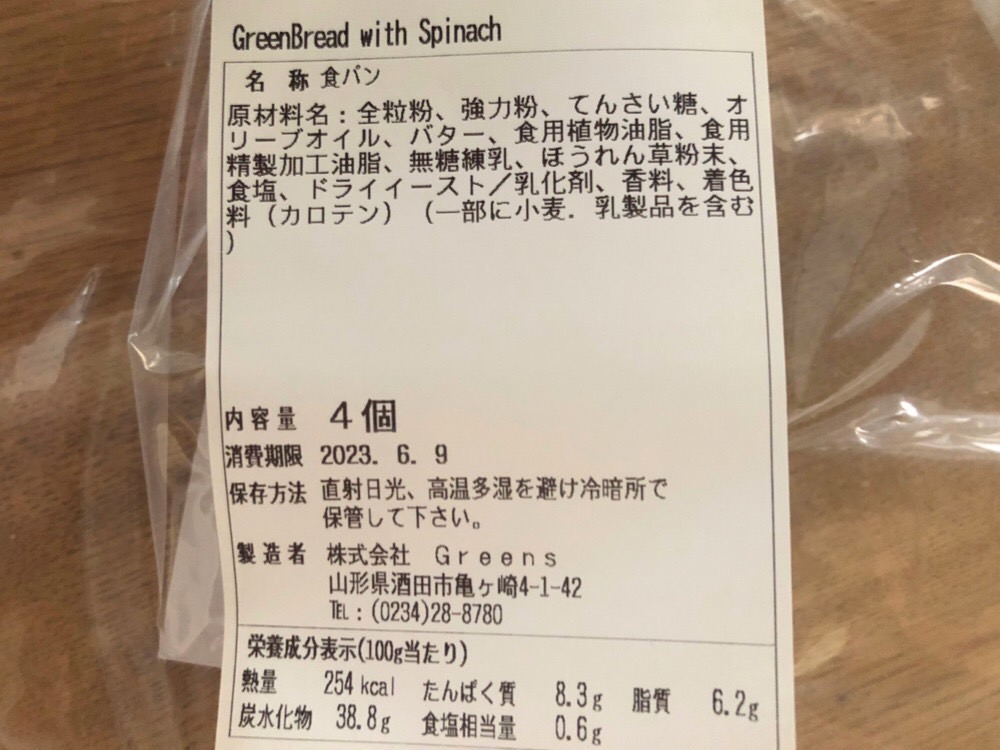 GreenBread with Spinach
名 称 食パン
原材料名：全粒粉、強力粉、てんさい糖、オ
リーブオイル、バター、食用植物油脂、食用
精製加工油脂、無糖練乳、ほうれん草粉末、
食塩、ドライイースト／乳化剤、香料、着色
料（カロテン）（一部に小麦．乳製品を含む
）
内容量 4個
消費期限 2023. 6. 9
保存方法 直射日光、高温多湿を避け冷暗所で
保管して下さい。
製造者 株式会社 Greens
山形県酒田市亀ヶ崎4-1-42
TEL：(0234)28-8780
栄養成分表示(100g当たり)
熱量 254kcal たんぱく質 8.3g 脂質 6.2g
炭水化物 38.8g 食塩相当量 0.6g